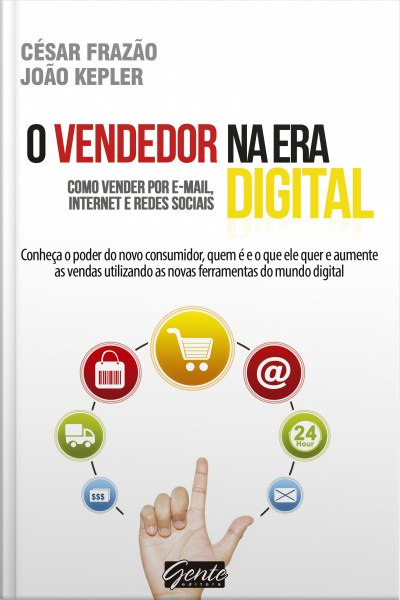 CÉSAR FRAZÃO
JOÃO KEPLER
O VENDEDOR NA ERA
COMO VENDER POR E-MAIL,
INTERNET E REDES SOCIAIS
DIGITAL
Conheça o poder do novo consumidor, quem é e o que ele quer e aumente
as vendas utilizando as novas ferramentas do mundo digital
@
24
Hour
$$$
Gente
editora